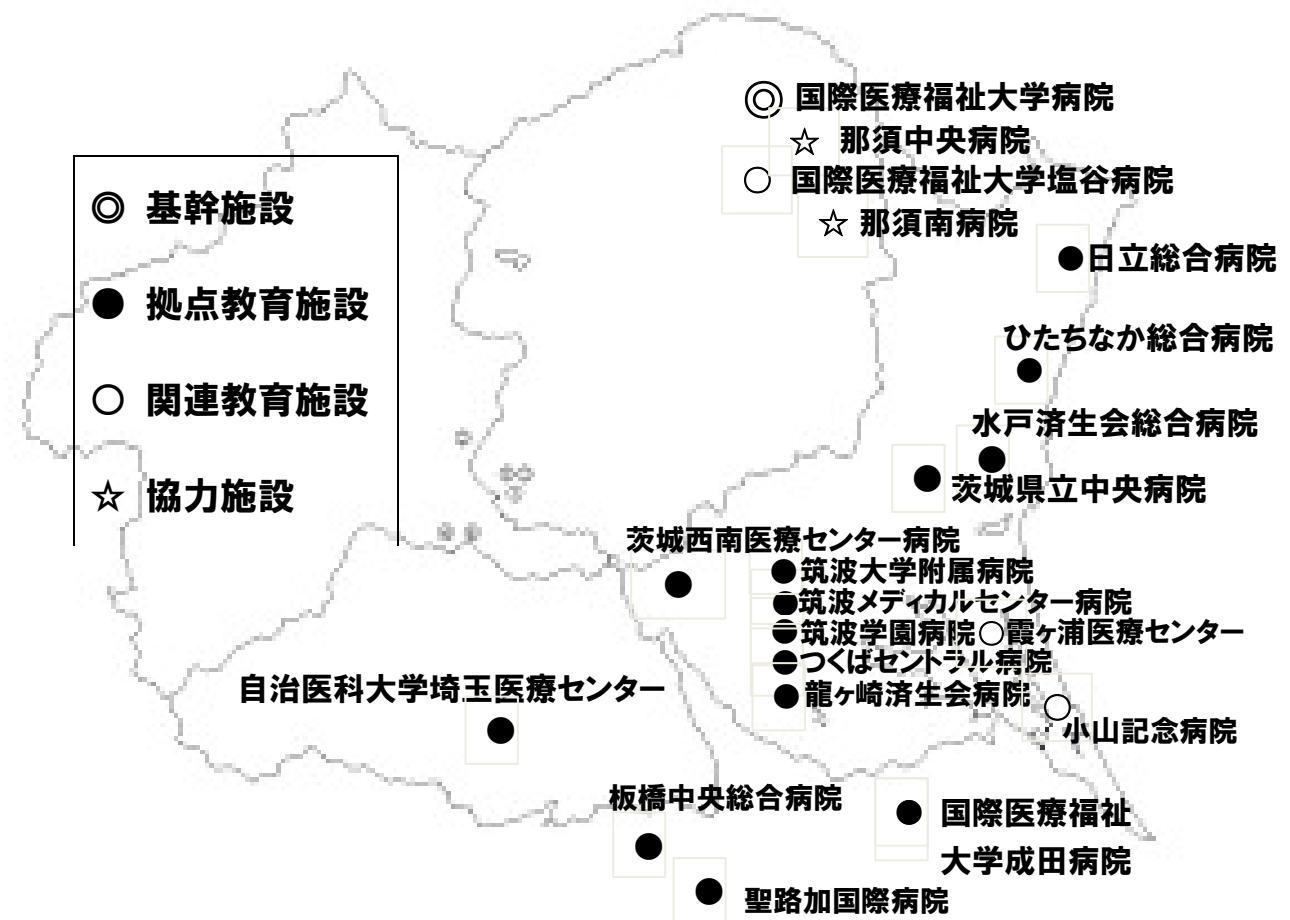 ◎ 国際医療福祉大学病院
☆ 那須中央病院
○ 国際医療福祉大学塩谷病院
☆ 那須南病院
◎ 基幹施設
● 拠点教育施設
○ 関連教育施設
☆ 協力施設
●日立総合病院
ひたちなか総合病院
水戸済生会総合病院
茨城県立中央病院
茨城西南医療センター病院
●筑波大学附属病院
●筑波メディカルセンター病院
●筑波学園病院○霞ヶ浦医療センター
●つくばセントラル病院
●龍ヶ崎済生会病院
小山記念病院
自治医科大学埼玉医療センター
板橋中央総合病院
● 国際医療福祉
大学成田病院
● 聖路加国際病院